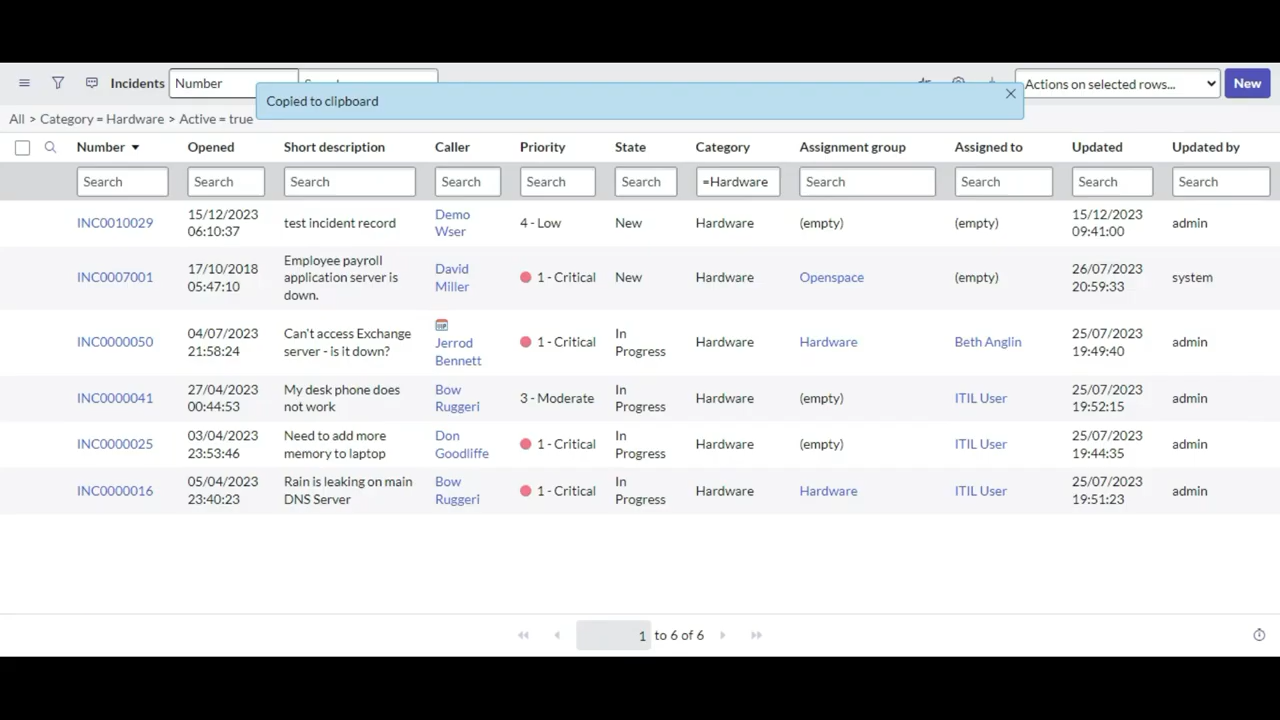 Incidents Number Actions on selected rows... New
Copied to clipboard
All > Category = Hardware > Active = true
Number Opened Short description Caller Priority State Category Assignment group Assigned to Updated Updated by
Search Search Search Search Search Search =Hardware Search Search Search Search
INC0010029 15/12/2023 06:10:37 test incident record Demo Wser 4 - Low New Hardware (empty) (empty) 15/12/2023 09:41:00 admin
INC0007001 17/10/2018 05:47:10 Employee payroll application server is down. David Miller 1 - Critical New Hardware Openspace (empty) 26/07/2023 20:59:33 system
INC0000050 04/07/2023 21:58:24 Can't access Exchange server - is it down? Jerrod Bennett 1 - Critical In Progress Hardware Hardware Beth Anglin 25/07/2023 19:49:40 admin
INC0000041 27/04/2023 00:44:53 My desk phone does not work Bow Ruggeri 3 - Moderate In Progress Hardware (empty) ITIL User 25/07/2023 19:52:15 admin
INC0000025 03/04/2023 23:53:46 Need to add more memory to laptop Don Goodliffe 1 - Critical In Progress Hardware (empty) ITIL User 25/07/2023 19:44:35 admin
INC0000016 05/04/2023 23:40:23 Rain is leaking on main DNS Server Bow Ruggeri 1 - Critical In Progress Hardware Hardware ITIL User 25/07/2023 19:51:23 admin
1 to 6 of 6